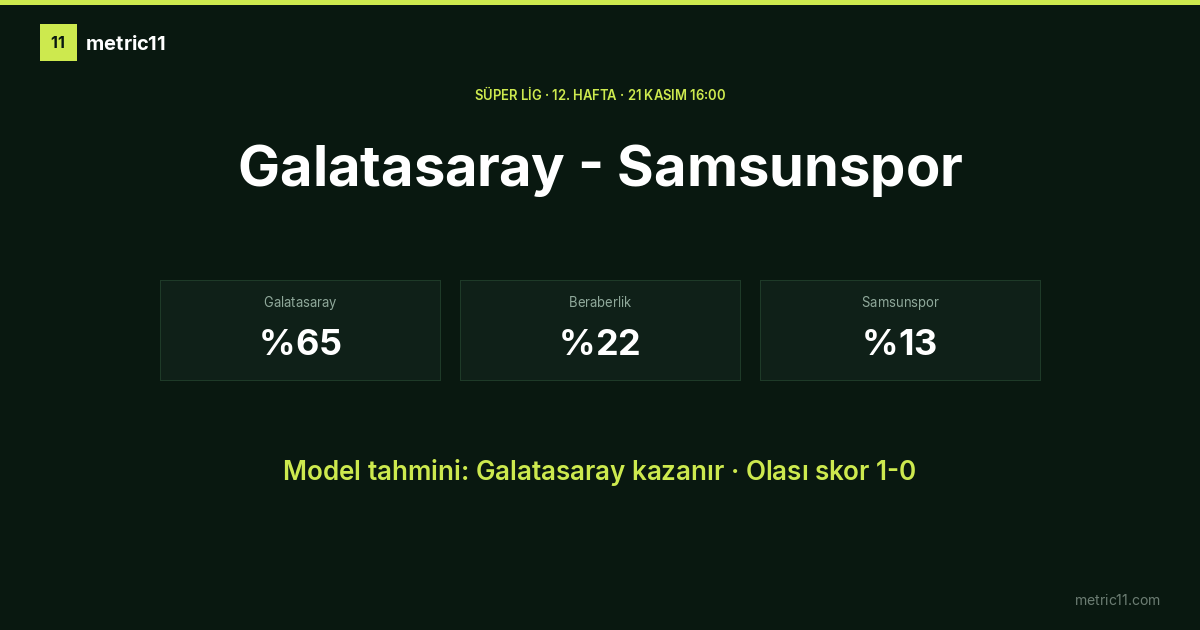 11 metric11
SÜPER LİG · 12. HAFTA · 21 KASIM 16:00
Galatasaray - Samsunspor
Galatasaray
%65
Beraberlik
%22
Samsunspor
%13
Model tahmini: Galatasaray kazanır · Olası skor 1-0
metric11.com